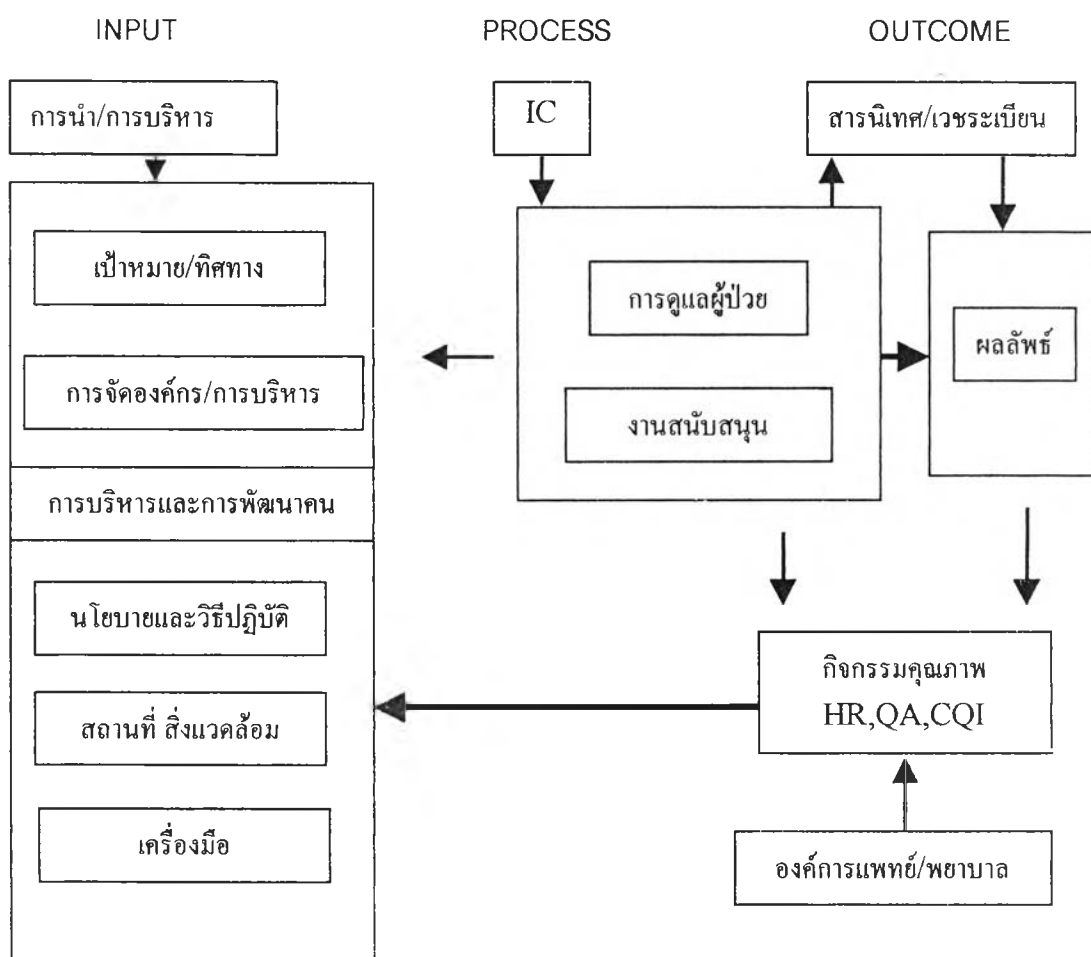 INPUT
PROCESS
OUTCOME
การนำ/การบริหาร
IC
สารนิเทศ/เวชระเบียน
เป้าหมาย/ทิศทาง
การจัดองค์กร/การบริหาร
การบริหารและการพัฒนาคน
นโยบายและวิธีปฏิบัติ
สถานที่ สิ่งแวดล้อม
เครื่องมือ
การดูแลผู้ป่วย
งานสนับสนุน
ผลลัพธ์
กิจกรรมคุณภาพ
HR,QA,CQI
องค์การแพทย์/พยาบาล